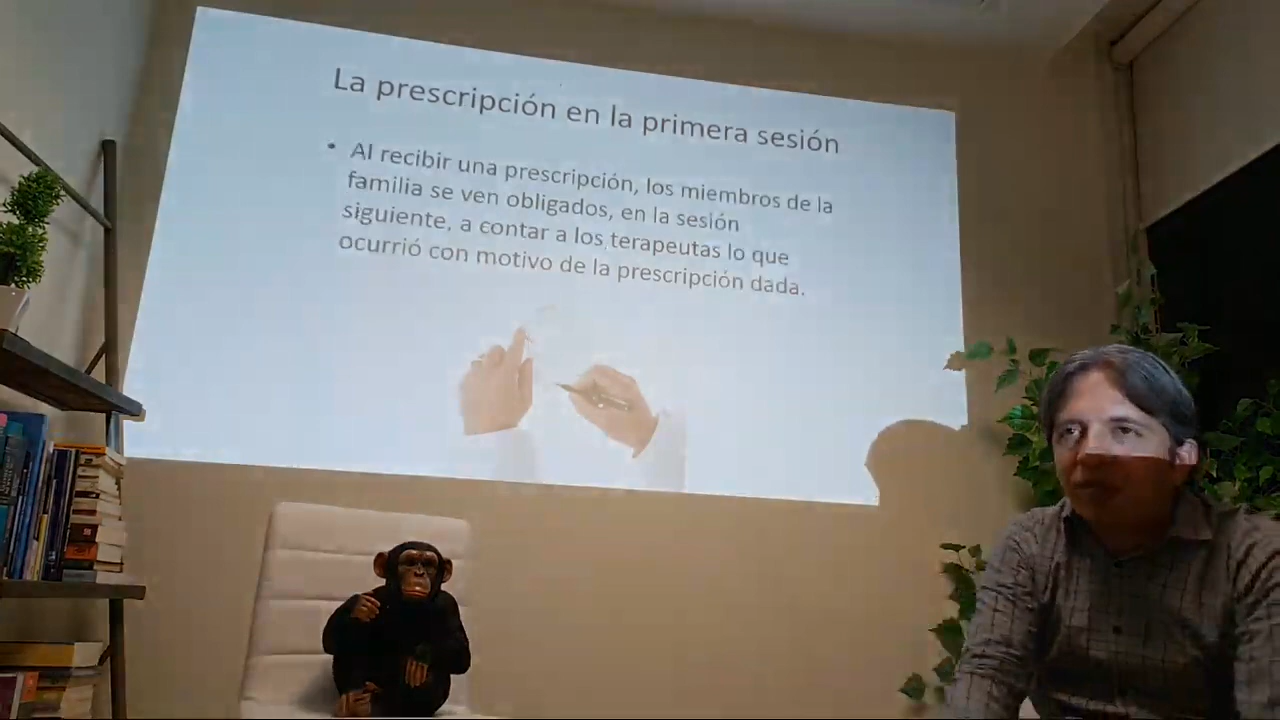 La prescripción en la primera sesión
• Al recibir una prescripción, los miembros de la
familia se ven obligados, en la sesión
siguiente, a contar a los terapeutas lo que
ocurrió con motivo de la prescripción dada.